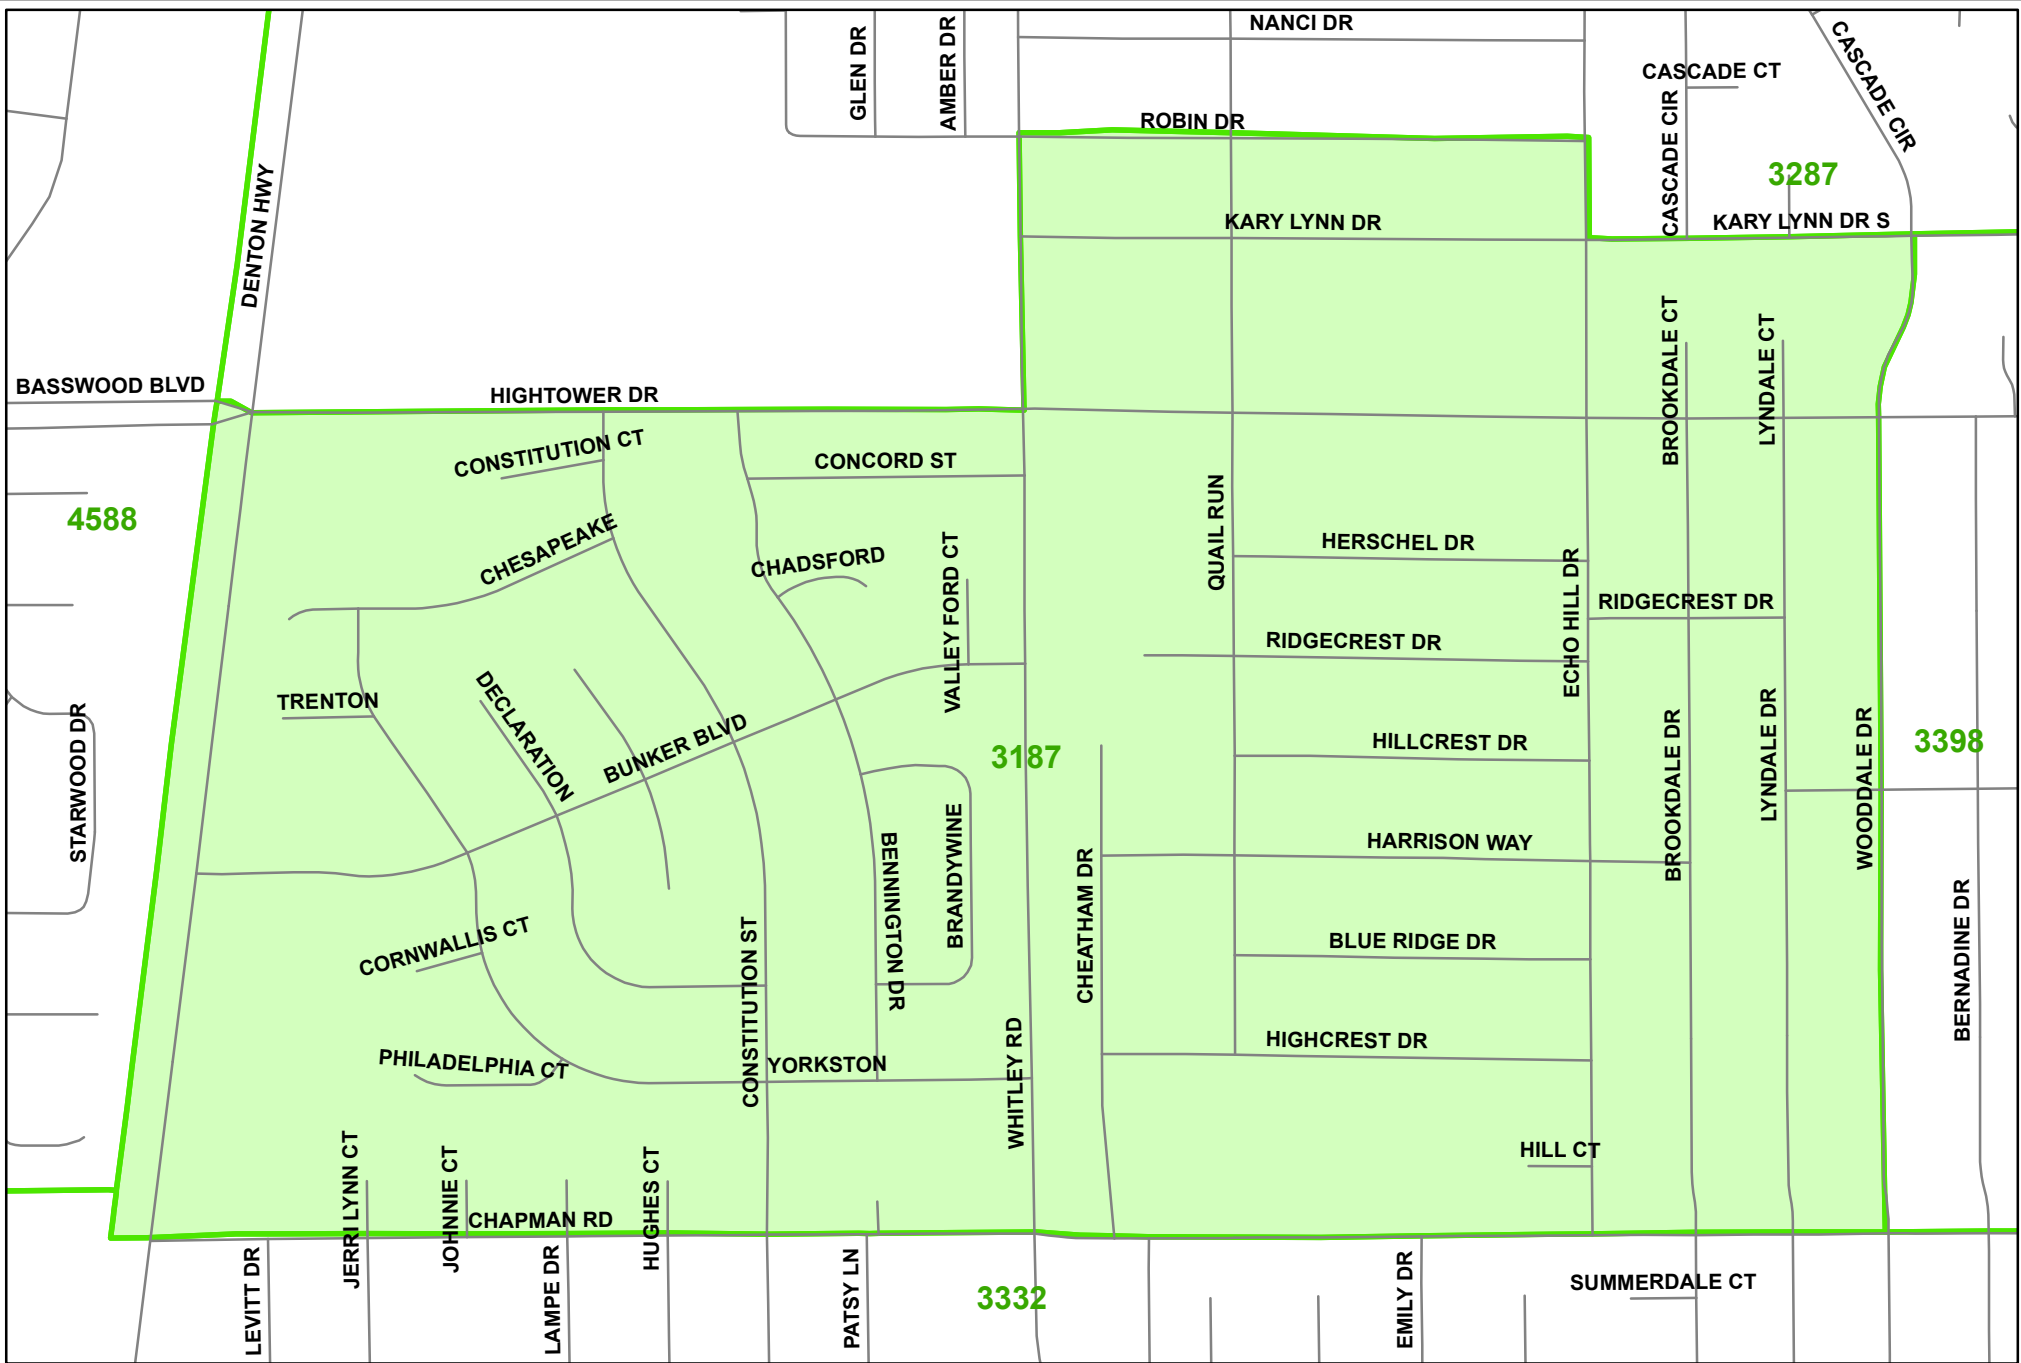 NANCI DR
GLEN DR
AMBER DR
CASCADE CT
CASCADE CIR
CASCADE CIR
ROBIN DR
3287
DENTON HWY
KARY LYNN DR
KARY LYNN DR S
BASSWOOD BLVD
HIGHTOWER DR
BROOKDALE CT
LYNDALE CT
CONSTITUTION CT
CONCORD ST
4588
CHESAPEAKE
CHADSFORD
VALLEY FORD CT
QUAIL RUN
HERSCHEL DR
ECHO HILL DR
RIDGECREST DR
RIDGECREST DR
TRENTON
DECLARATION
BUNKER BLVD
STARWOOD DR
3187
HILLCREST DR
BROOKDALE DR
LYNDALE DR
WOODDALE DR
3398
HARRISON WAY
BENNINGTON DR
BRANDYWINE
CHEATHAM DR
CORNWALLIS CT
CONSTITUTION ST
BLUE RIDGE DR
BERNADINE DR
PHILADELPHIA CT
YORKSTON
WHITLEY RD
HIGHCREST DR
HILL CT
JERRI LYNN CT
JOHNNIE CT
CHAPMAN RD
HUGHES CT
LEVITT DR
LAMPE DR
PATSY LN
3332
EMILY DR
SUMMERDALE CT